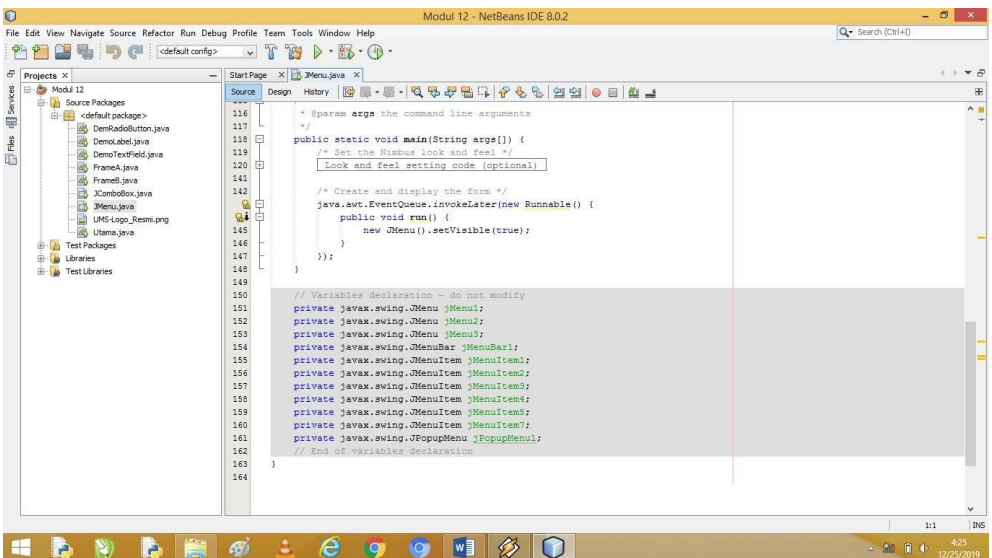 Modul 12 - NetBeans IDE 8.0.2
File Edit View Navigate Source Refactor Run Debug Profile Team Tools Window Help
Search (Ctrl+I)
<default config>
Projects
Start Page
JMenu.java
Services
Files
Source Design History
Modul 12
Source Packages
<default package>
DemRadioButton.java
DemoLabel.java
DemoTextField.java
FrameA.java
FrameB.java
JComboBox.java
JMenu.java
UMS-Logo_Resmi.png
Utama.java
Test Packages
Libraries
Test Libraries
116 * @param args the command line arguments
117 */
118 public static void main(String args[]) {
119 /* Set the Nimbus look and feel */
120 Look and feel setting code (optional)
141
142 /* Create and display the form */
java.awt.EventQueue.invokeLater(new Runnable() {
public void run() {
145 new JMenu().setVisible(true);
146 }
147 });
148 }
149
150 // Variables declaration - do not modify
151 private javax.swing.JMenu jMenu1;
152 private javax.swing.JMenu jMenu2;
153 private javax.swing.JMenu jMenu3;
154 private javax.swing.JMenuBar jMenuBar1;
155 private javax.swing.JMenuItem jMenuItem1;
156 private javax.swing.JMenuItem jMenuItem2;
157 private javax.swing.JMenuItem jMenuItem3;
158 private javax.swing.JMenuItem jMenuItem4;
159 private javax.swing.JMenuItem jMenuItem5;
160 private javax.swing.JMenuItem jMenuItem7;
161 private javax.swing.JPopupMenu jPopupMenu1;
162 // End of variables declaration
163 }
164
1:1 INS
4:25
12/25/2019